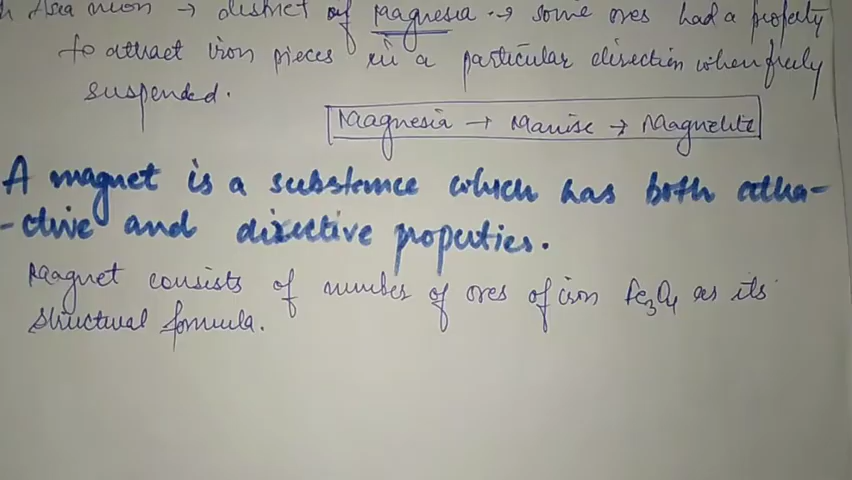 Asia minor → district of Magnesia → some ores had a property
to attract iron pieces in a particular direction when freely
suspended.
Magnesia → Manise → Magnetite
A magnet is a substance which has both attra-
-ctive and directive properties.
Magnet consists of number of ores of iron Fe3O4 as its
structural formula.